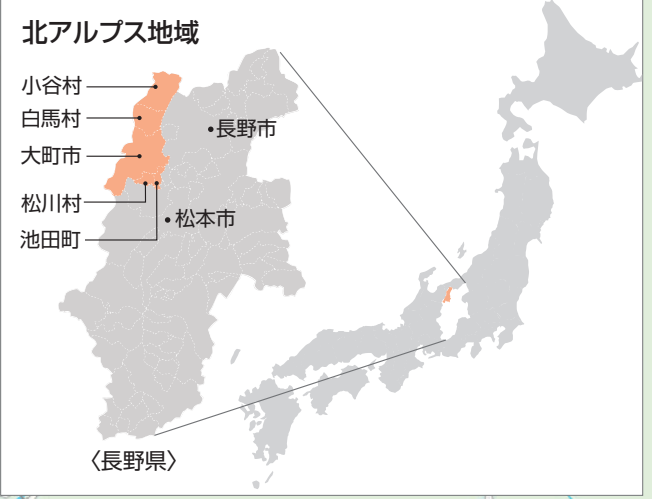 北アルプス地域
小谷村
白馬村
大町市
松川村
池田町
長野市
松本市
〈長野県〉